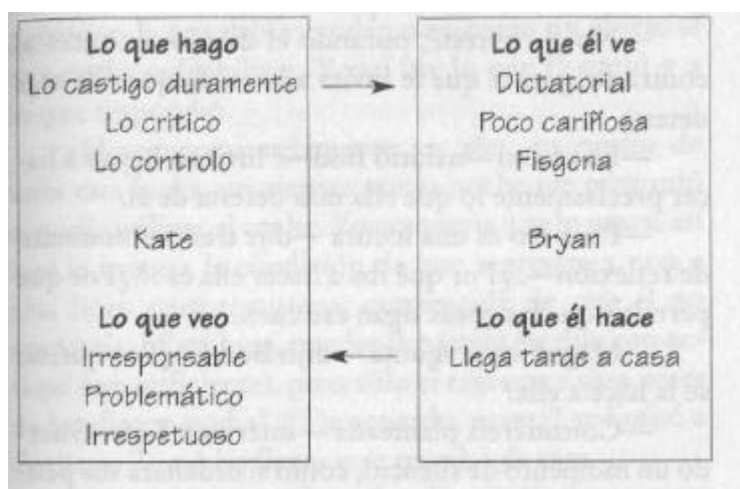 Lo que hago
Lo castigo duramente
Lo critico
Lo controlo
Kate
Lo que veo
Irresponsable
Problemático
Irrespetuoso
Lo que él ve
Dictatorial
Poco cariñosa
Fisgona
Bryan
Lo que él hace
Llega tarde a casa